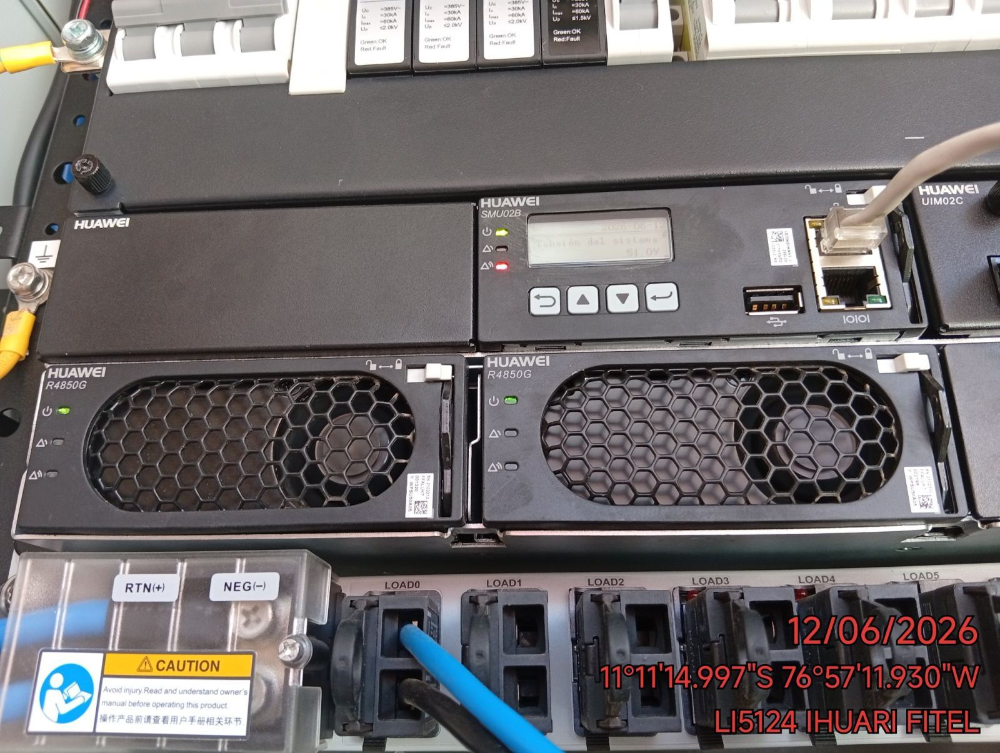 Uc =385V~
In =30kA
Imax =60kA
Up ≤2.0kV
Green:OK
Red:Fault
Uc =385V~
In =30kA
Imax =60kA
Up ≤2.0kV
Green:OK
Red:Fault
In =30kA
Imax =60kA
Up ≤2.0kV
Green:OK
Red:Fault
In =30kA
Imax =60kA
Up ≤1.5kV
Green:OK
Red:Fault
HUAWEI
HUAWEI
SMU02B
Tensión del sistema
51.0V
HUAWEI
UIM02C
HUAWEI
R4850G
HUAWEI
R4850G
RTN(+)
NEG(−)
LOAD0
LOAD1
LOAD2
LOAD3
LOAD4
LOAD5
CAUTION
Avoid injury.Read and understand owner's
manual before operating this product.
操作产品前请查看用户手册相关环节.
12/06/2026
11°11'14.997"S 76°57'11.930"W
LI5124 IHUARI FITEL